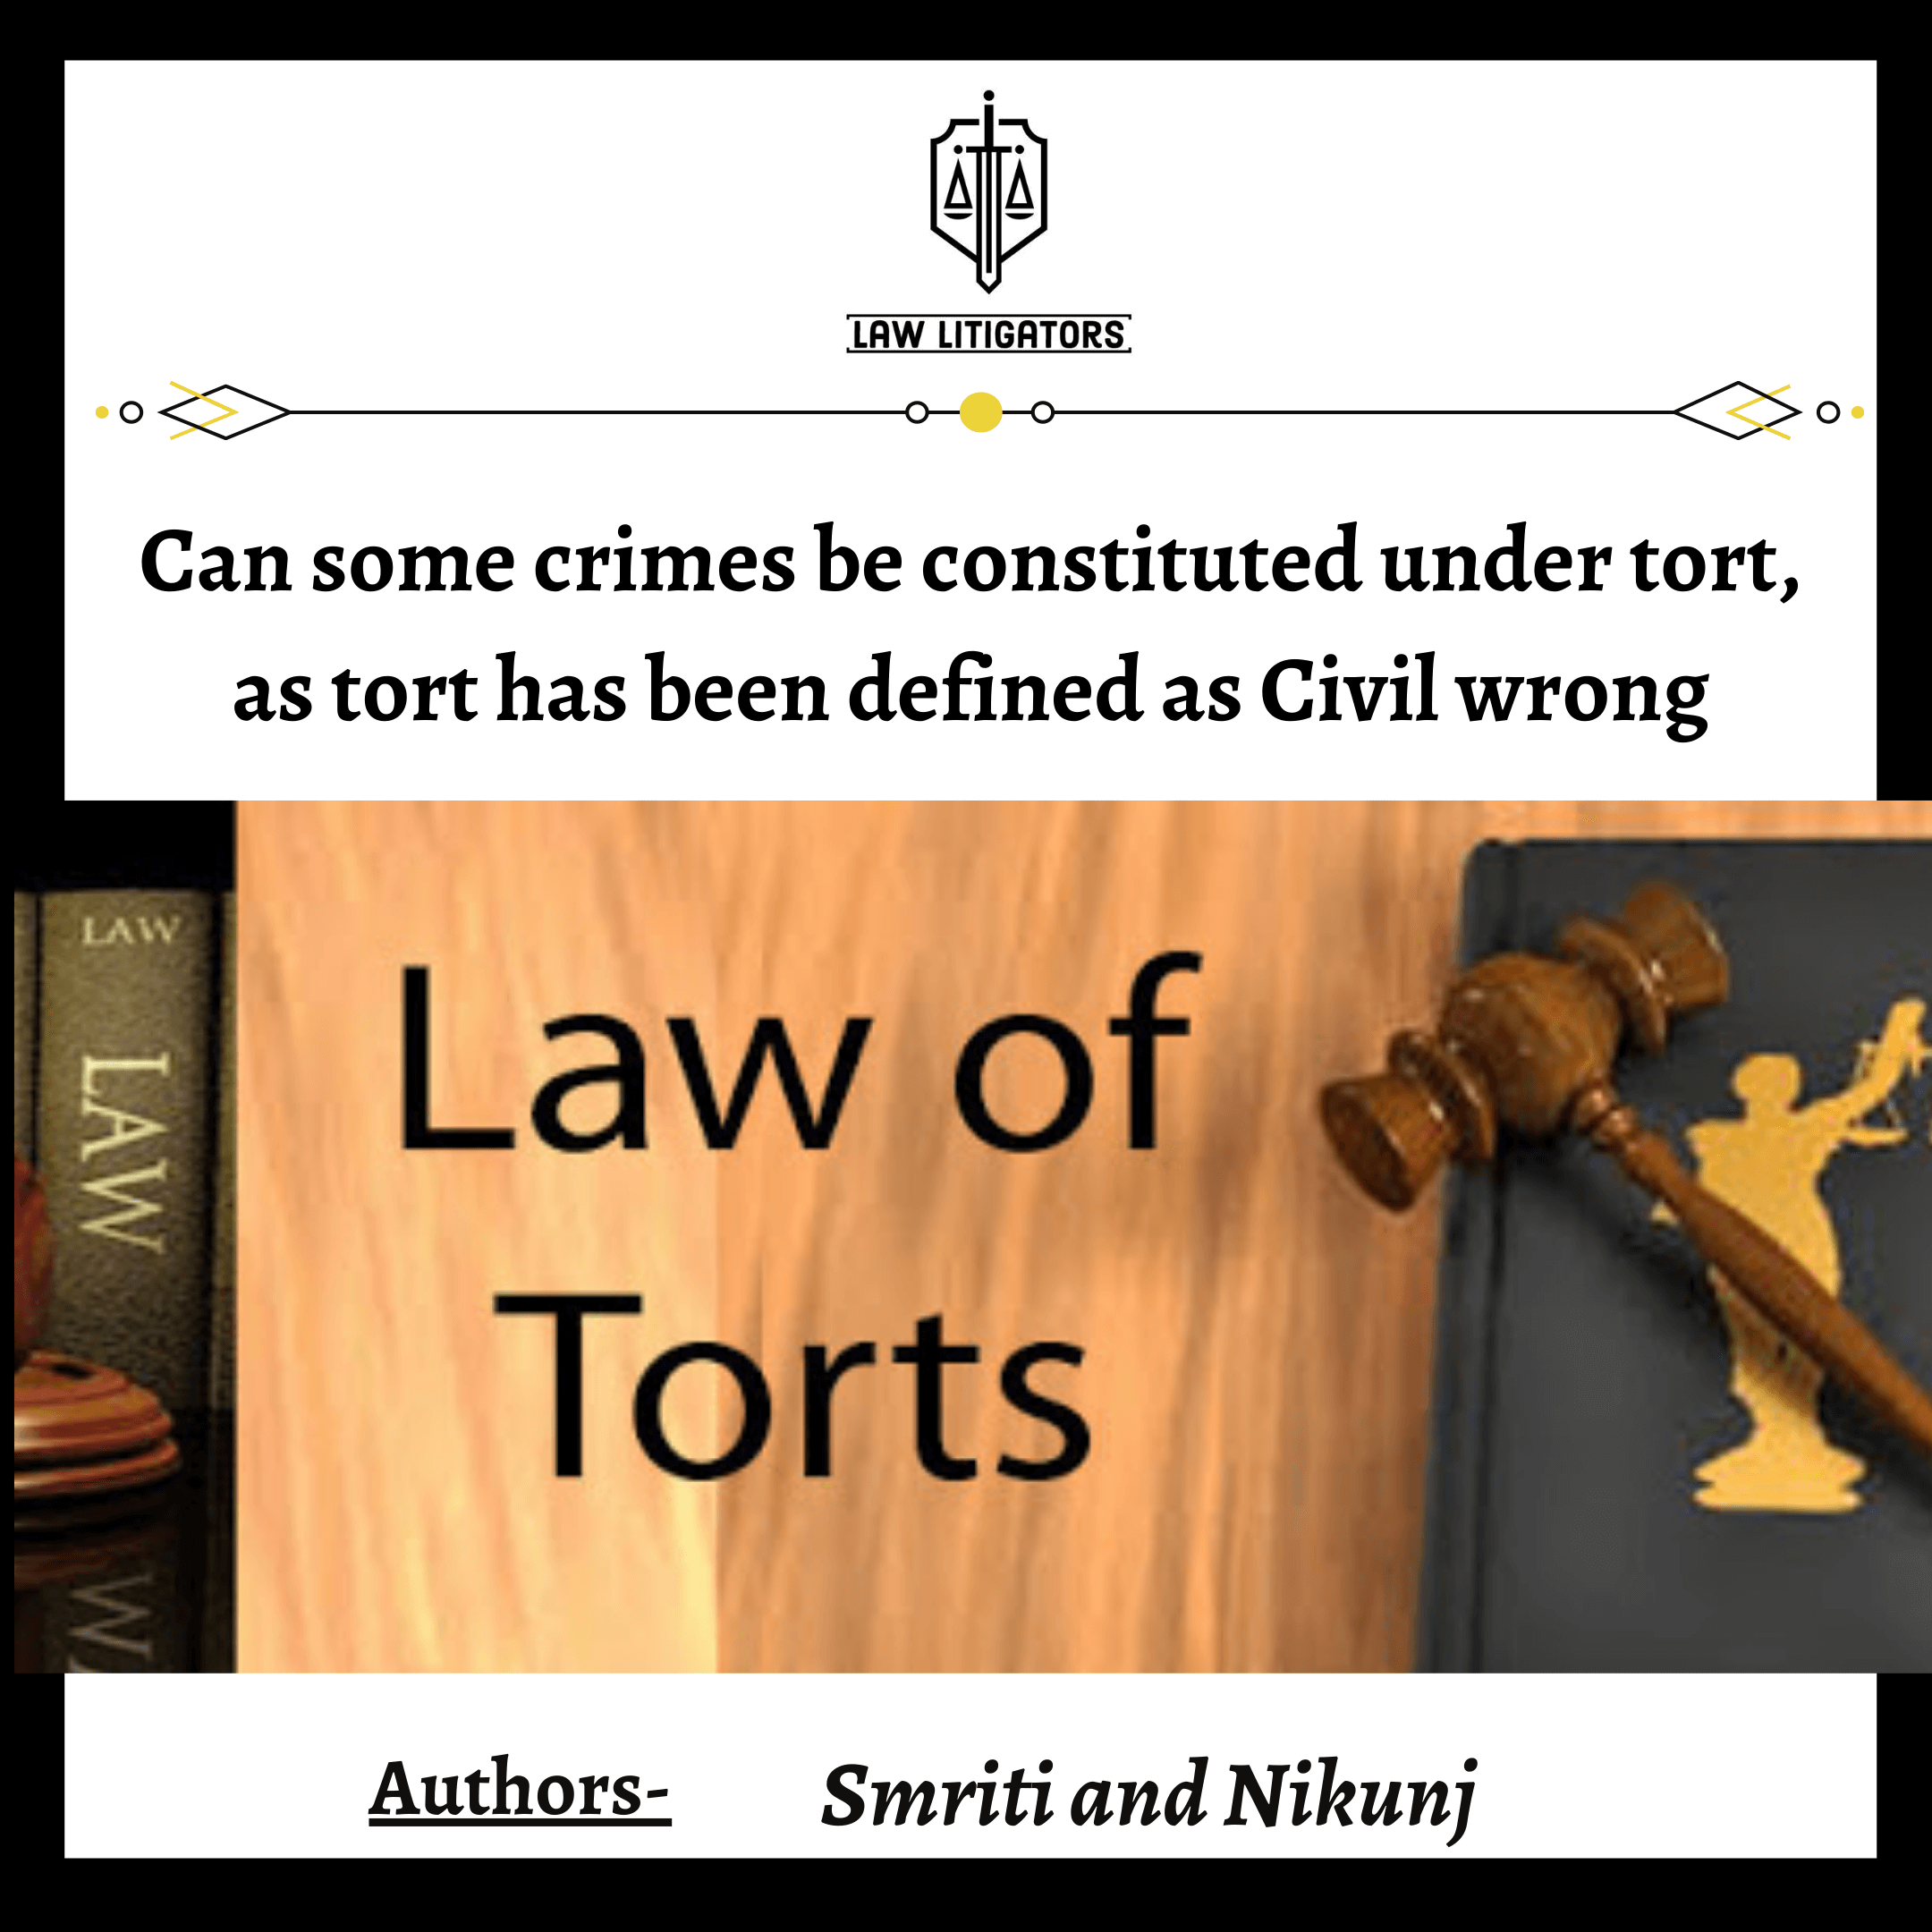 LAW LITIGATORS
Can some crimes be constituted under tort,
as tort has been defined as Civil wrong
LAW
LAW
Law of
Torts
Authors- Smriti and Nikunj